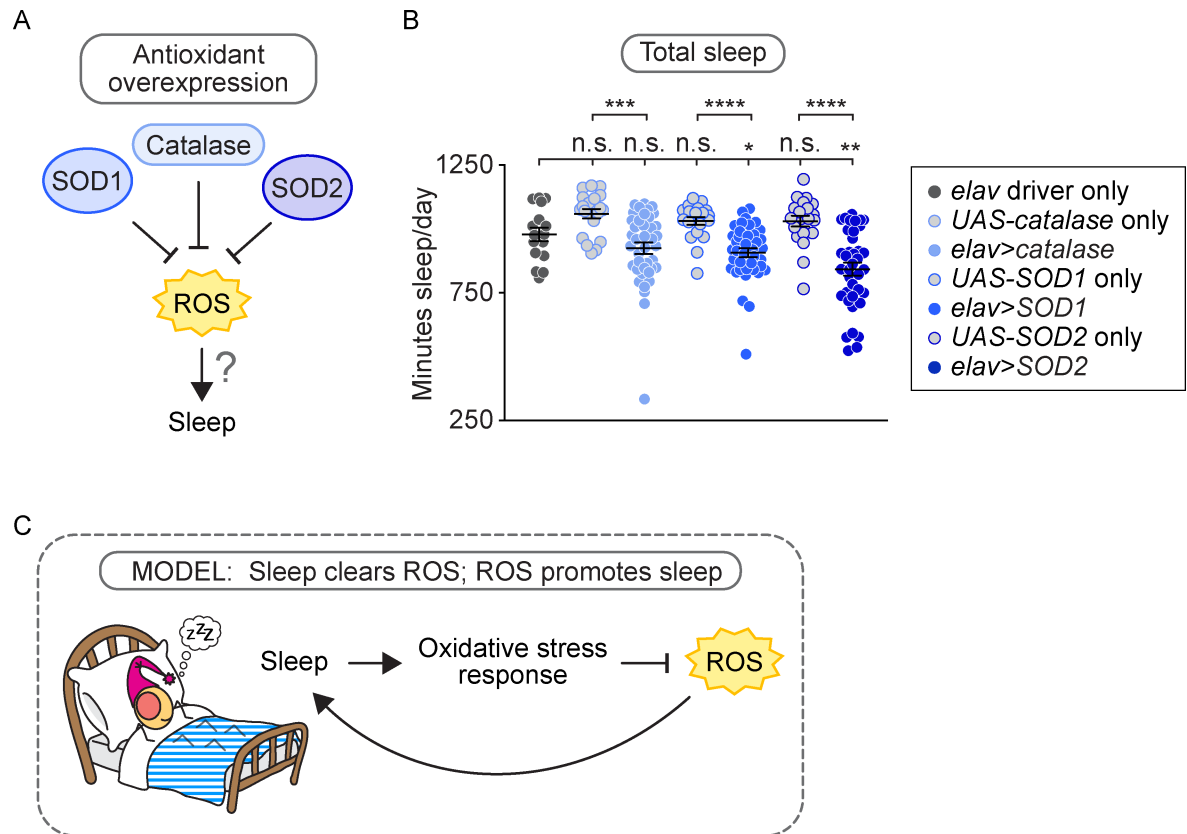 A
Antioxidant
overexpression
Catalase
SOD1
SOD2
ROS
?
Sleep
B
Total sleep
*** **** ****
n.s. n.s. n.s. * n.s. **
1250
750
250
Minutes sleep/day
elav driver only
UAS-catalase only
elav>catalase
UAS-SOD1 only
elav>SOD1
UAS-SOD2 only
elav>SOD2
C
MODEL: Sleep clears ROS; ROS promotes sleep
zZZ
Sleep
Oxidative stress
response
ROS